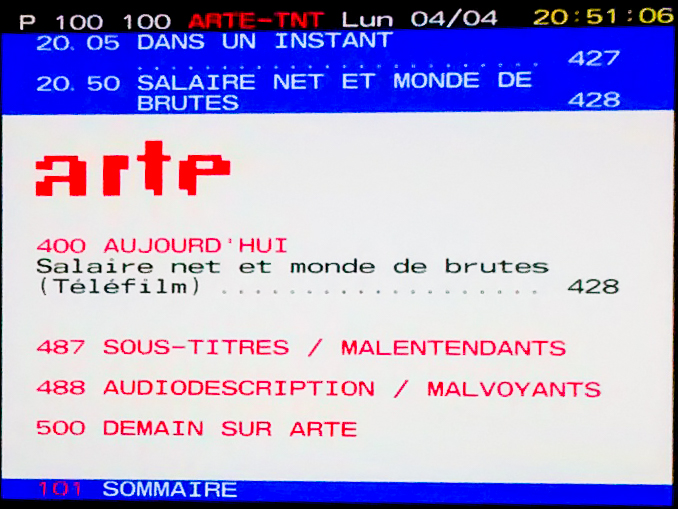 P 100 100 ARTE-TNT Lun 04/04 20:51:06
20.05 DANS UN INSTANT
........................ 427
20.50 SALAIRE NET ET MONDE DE
BRUTES 428
arte
400 AUJOURD'HUI
Salaire net et monde de brutes
(Téléfilm) ................... 428
487 SOUS-TITRES / MALENTENDANTS
488 AUDIODESCRIPTION / MALVOYANTS
500 DEMAIN SUR ARTE
101 SOMMAIRE